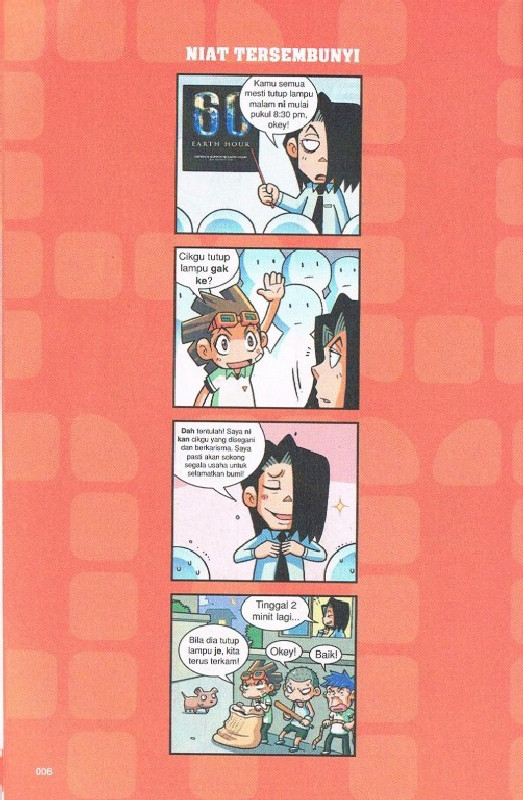 NIAT TERSEMBUNYI
60
EARTH HOUR
Kamu semua
mesti tutup lampu
malam ni mulai
pukul 8:30 pm,
okey!
Cikgu tutup
lampu gak
ke?
Dah tentulah! Saya nii
kan cikgu yang disegani
dan berkarisma. Saya
pasti akan sokong
segala usaha untuk
selamatkan bumi!
Tinggal 2
minit lagi...
Bila dia tutup
lampu je, kita
terus terkam!
Okey!
Baik!
006